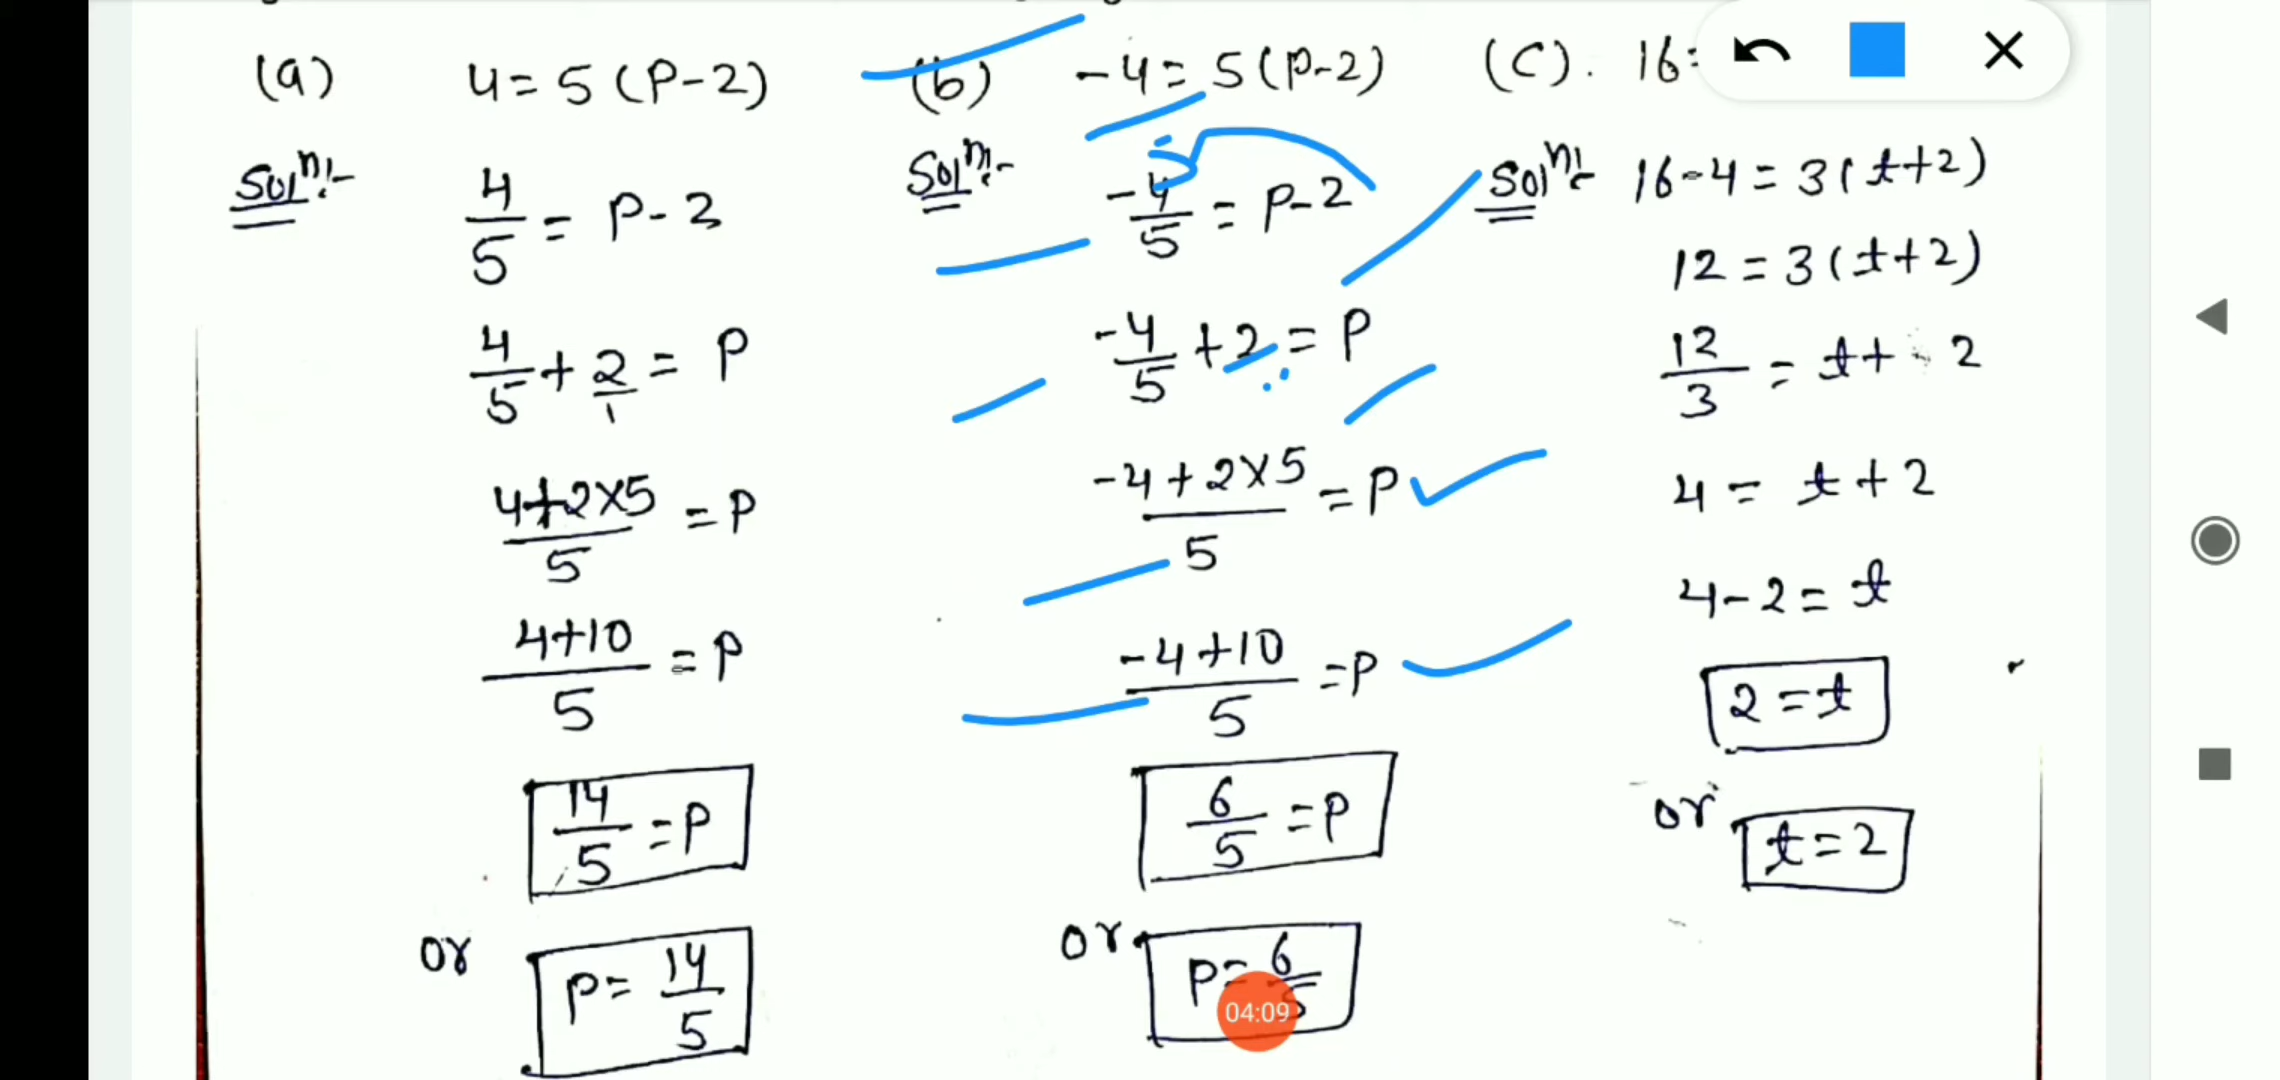 (a) 4 = 5 (P-2)
Solⁿ:-
4/5 = P - 2
4/5 + 2/1 = P
4+2×5/5 = P
4+10/5 = P
14/5 = P
or P = 14/5
(b) -4 = 5(P-2)
Solⁿ:-
-4/5 = P-2
-4/5 + 2 = P
-4+2×5/5 = P
-4+10/5 = P
6/5 = P
or P = 6/5
(C). 16=
Solⁿ:- 16-4 = 3(t+2)
12 = 3(t+2)
12/3 = t+2
4 = t+2
4-2 = t
2 = t
or t = 2
04:09